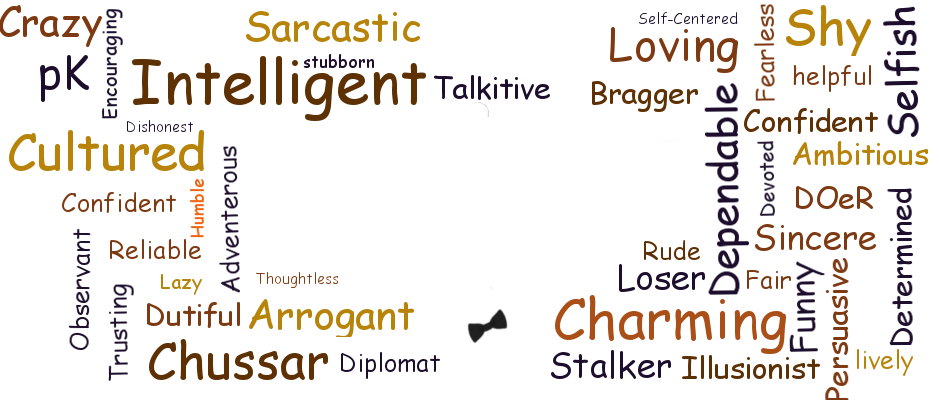 Crazy
Encouraging
Sarcastic
pK
Intelligent
stubborn
Talkitive
Dishonest
Cultured
Confident
Humble
Adventerous
Observant
Reliable
Lazy
Thoughtless
Trusting
Dutiful
Arrogant
Chussar
Diplomat
Self-Centered
Loving
Fearless
Shy
Selfish
helpful
Bragger
Dependable
Confident
Devoted
Ambitious
DOeR
Determined
Rude
Sincere
Loser
Fair
Funny
Persuasive
Charming
Stalker
Illusionist
lively